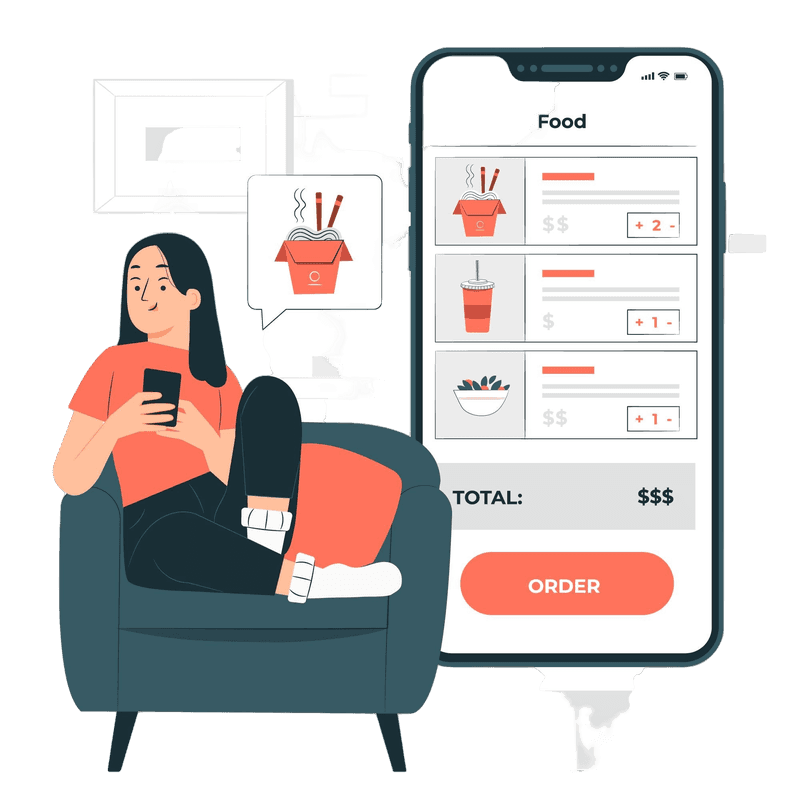 Food
$$
+ 2 -
$
+ 1 -
$$
+ 1 -
TOTAL: $$$
ORDER